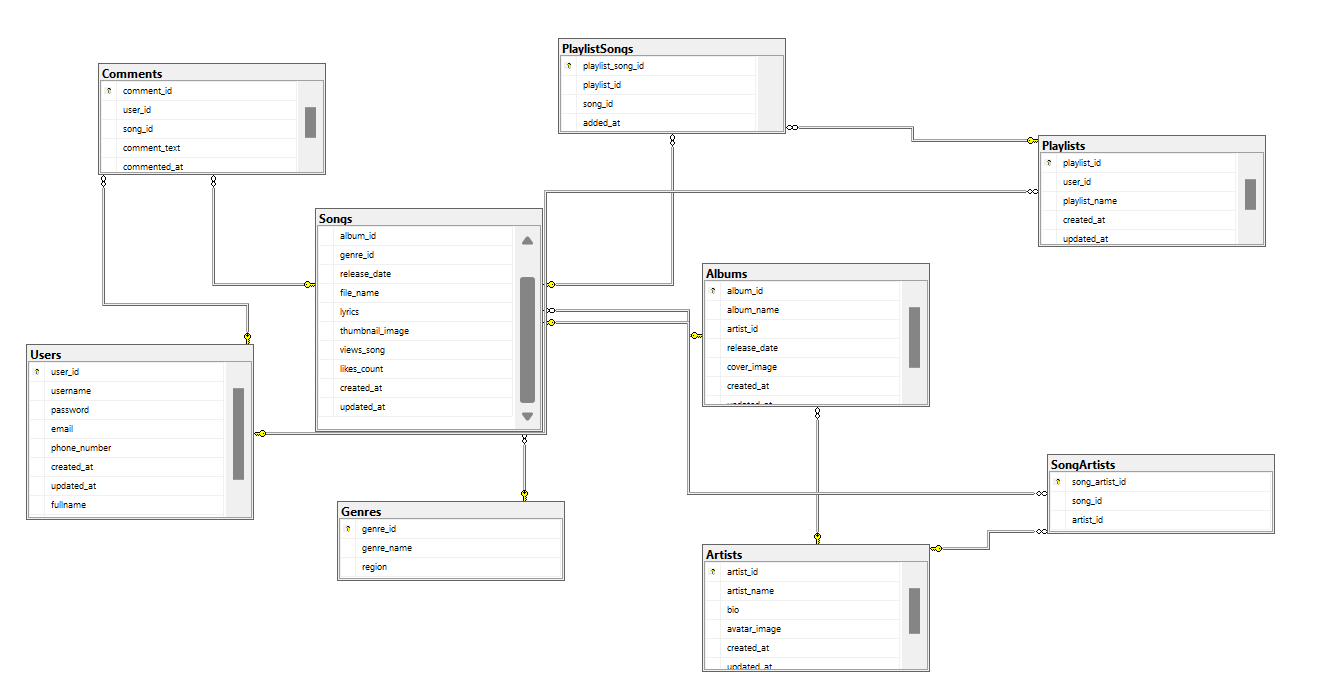 PlaylistSongs
playlist_song_id
playlist_id
song_id
added_at
Comments
comment_id
user_id
song_id
comment_text
commented_at
Playlists
playlist_id
user_id
playlist_name
created_at
updated_at
Songs
album_id
genre_id
release_date
file_name
lyrics
thumbnail_image
views_song
likes_count
created_at
updated_at
Albums
album_id
album_name
artist_id
release_date
cover_image
created_at
updated_at
Users
user_id
username
password
email
phone_number
created_at
updated_at
fullname
SongArtists
song_artist_id
song_id
artist_id
Genres
genre_id
genre_name
region
Artists
artist_id
artist_name
bio
avatar_image
created_at
updated_at